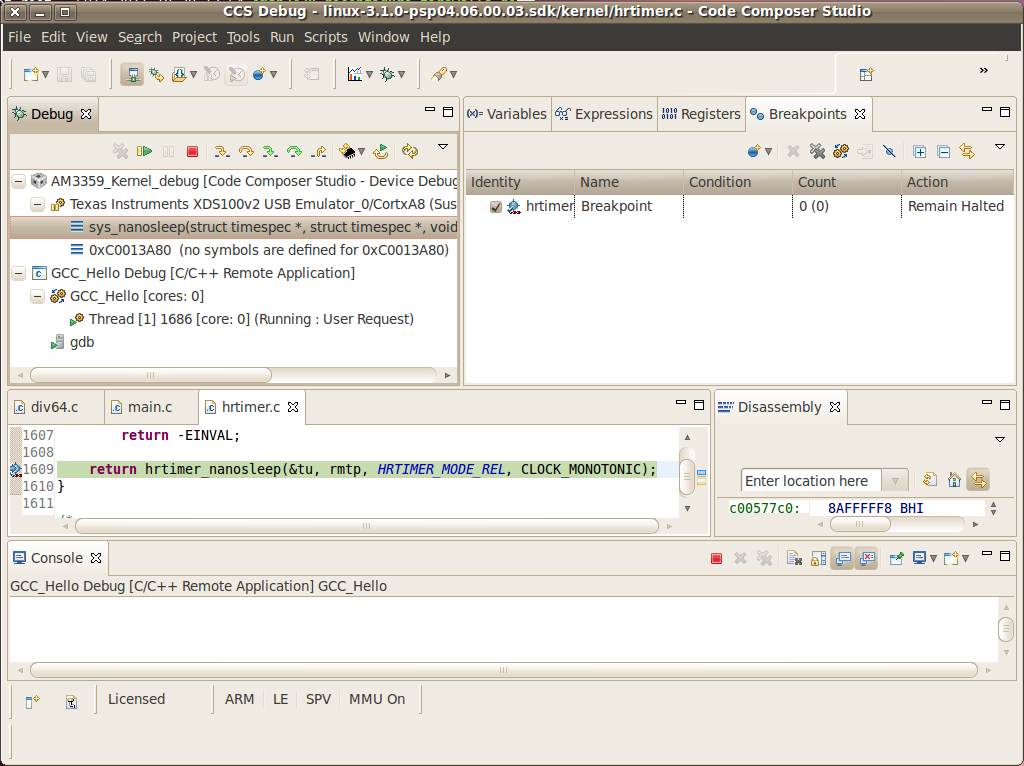 CCS Debug - linux-3.1.0-psp04.06.00.03.sdk/kernel/hrtimer.c - Code Composer Studio
File Edit View Search Project Tools Run Scripts Window Help
»
Debug
AM3359_Kernel_debug [Code Composer Studio - Device Debug
Texas Instruments XDS100v2 USB Emulator_0/CortxA8 (Sus
sys_nanosleep(struct timespec *, struct timespec *, void
0xC0013A80 (no symbols are defined for 0xC0013A80)
GCC_Hello Debug [C/C++ Remote Application]
GCC_Hello [cores: 0]
Thread [1] 1686 [core: 0] (Running : User Request)
gdb
(x)= Variables Expressions Registers Breakpoints
Identity Name Condition Count Action
hrtimer Breakpoint 0 (0) Remain Halted
div64.c main.c hrtimer.c
1607 return -EINVAL;
1608
1609 return hrtimer_nanosleep(&tu, rmtp, HRTIMER_MODE_REL, CLOCK_MONOTONIC);
1610 }
1611
Disassembly
Enter location here
c00577c0: 8AFFFFF8 BHI
Console
GCC_Hello Debug [C/C++ Remote Application] GCC_Hello
Licensed ARM LE SPV MMU On